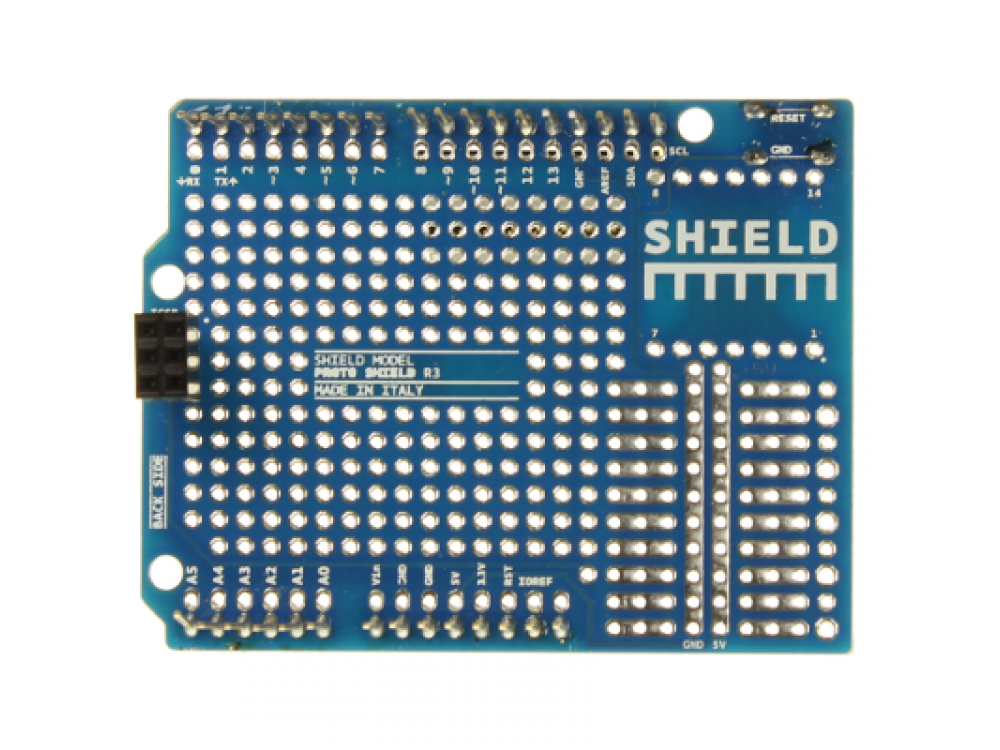 RESET
GND
SCL
0 1 2 ~3 4 ~5 ~6 7 8 ~9 ~10 ~11 12 13 GND AREF SDA
RX TX
8 14
SHIELD
ICSP
7 1
SHIELD MODEL
PROTO SHIELD R3
MADE IN ITALY
BACK SIDE
A5 A4 A3 A2 A1 A0 Vin GND GND 5V 3.3V RST IOREF
GND 5V